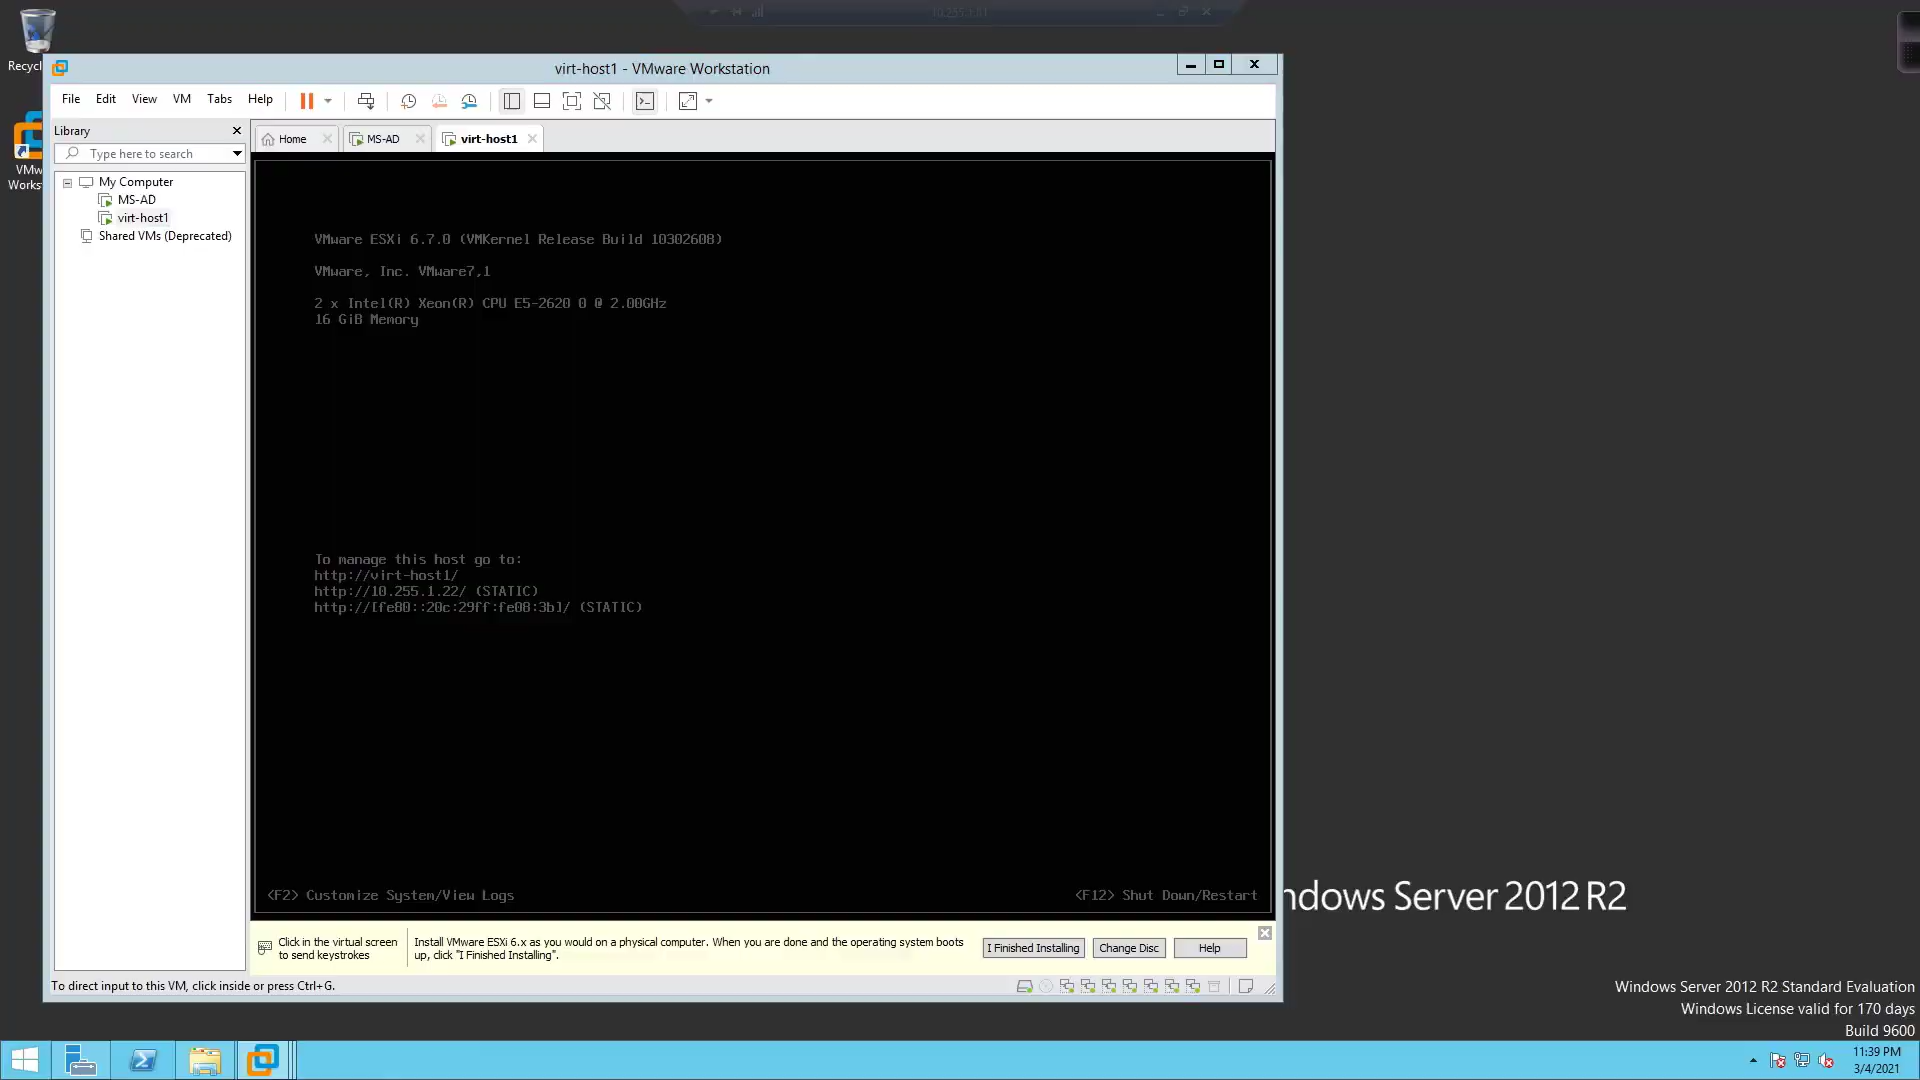 10.255.1.81
Recycl
VMw
Works
virt-host1 - VMware Workstation
File Edit View VM Tabs Help
Library
Type here to search
My Computer
MS-AD
virt-host1
Shared VMs (Deprecated)
Home MS-AD virt-host1
VMware ESXi 6.7.0 (VMKernel Release Build 10302608)
VMware, Inc. VMware7,1
2 x Intel(R) Xeon(R) CPU E5-2620 0 @ 2.00GHz
16 GiB Memory
To manage this host go to:
http://virt-host1/
http://10.255.1.22/ (STATIC)
http://[fe80::20c:29ff:fe08:3b]/ (STATIC)
<F2> Customize System/View Logs
<F12> Shut Down/Restart
Click in the virtual screen
to send keystrokes
Install VMware ESXi 6.x as you would on a physical computer. When you are done and the operating system boots
up, click "I Finished Installing".
I Finished Installing Change Disc Help
To direct input to this VM, click inside or press Ctrl+G.
ndows Server 2012 R2
Windows Server 2012 R2 Standard Evaluation
Windows License valid for 170 days
Build 9600
11:39 PM
3/4/2021